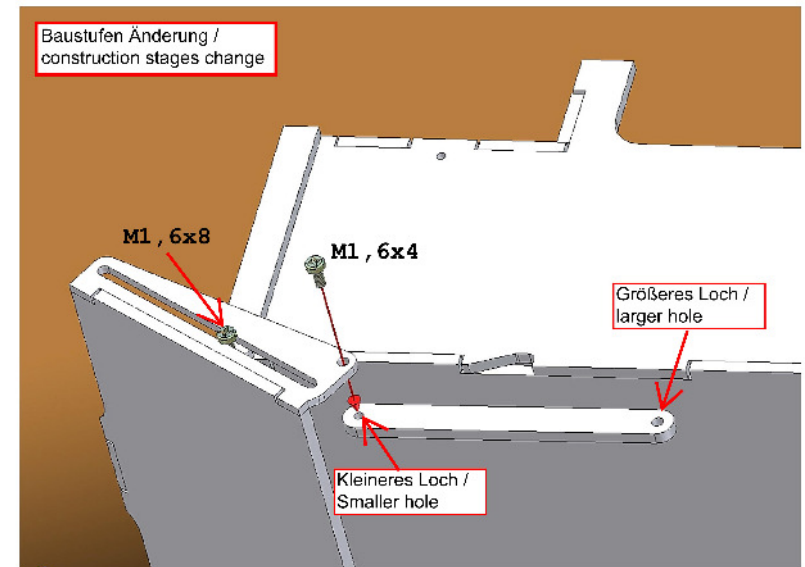 Baustufen Änderung /
construction stages change
M1,6x8
M1,6x4
Größeres Loch /
larger hole
Kleineres Loch /
Smaller hole